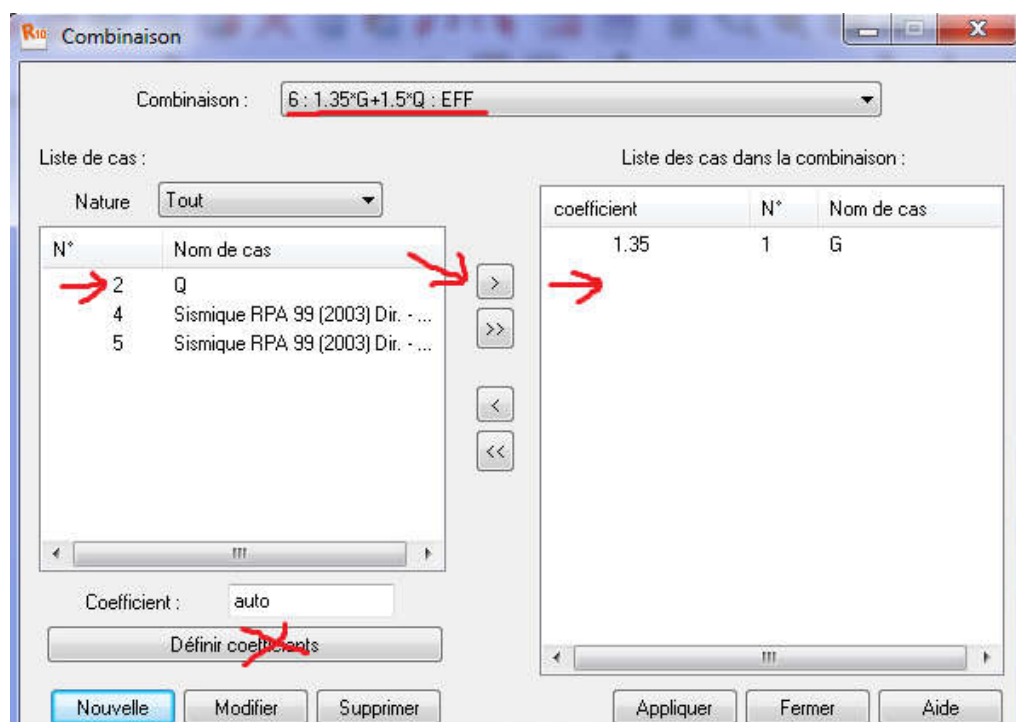 R10 Combinaison
Combinaison : 6 : 1.35*G+1.5*Q : EFF
Liste de cas : Liste des cas dans la combinaison :
Nature Tout
coefficient N° Nom de cas
N° Nom de cas
1.35 1 G
2 Q
4 Sismique RPA 99 (2003) Dir. - ...
5 Sismique RPA 99 (2003) Dir. - ...
>
>>
<
<<
Coefficient : auto
Définir coefficients
Nouvelle Modifier Supprimer Appliquer Fermer Aide